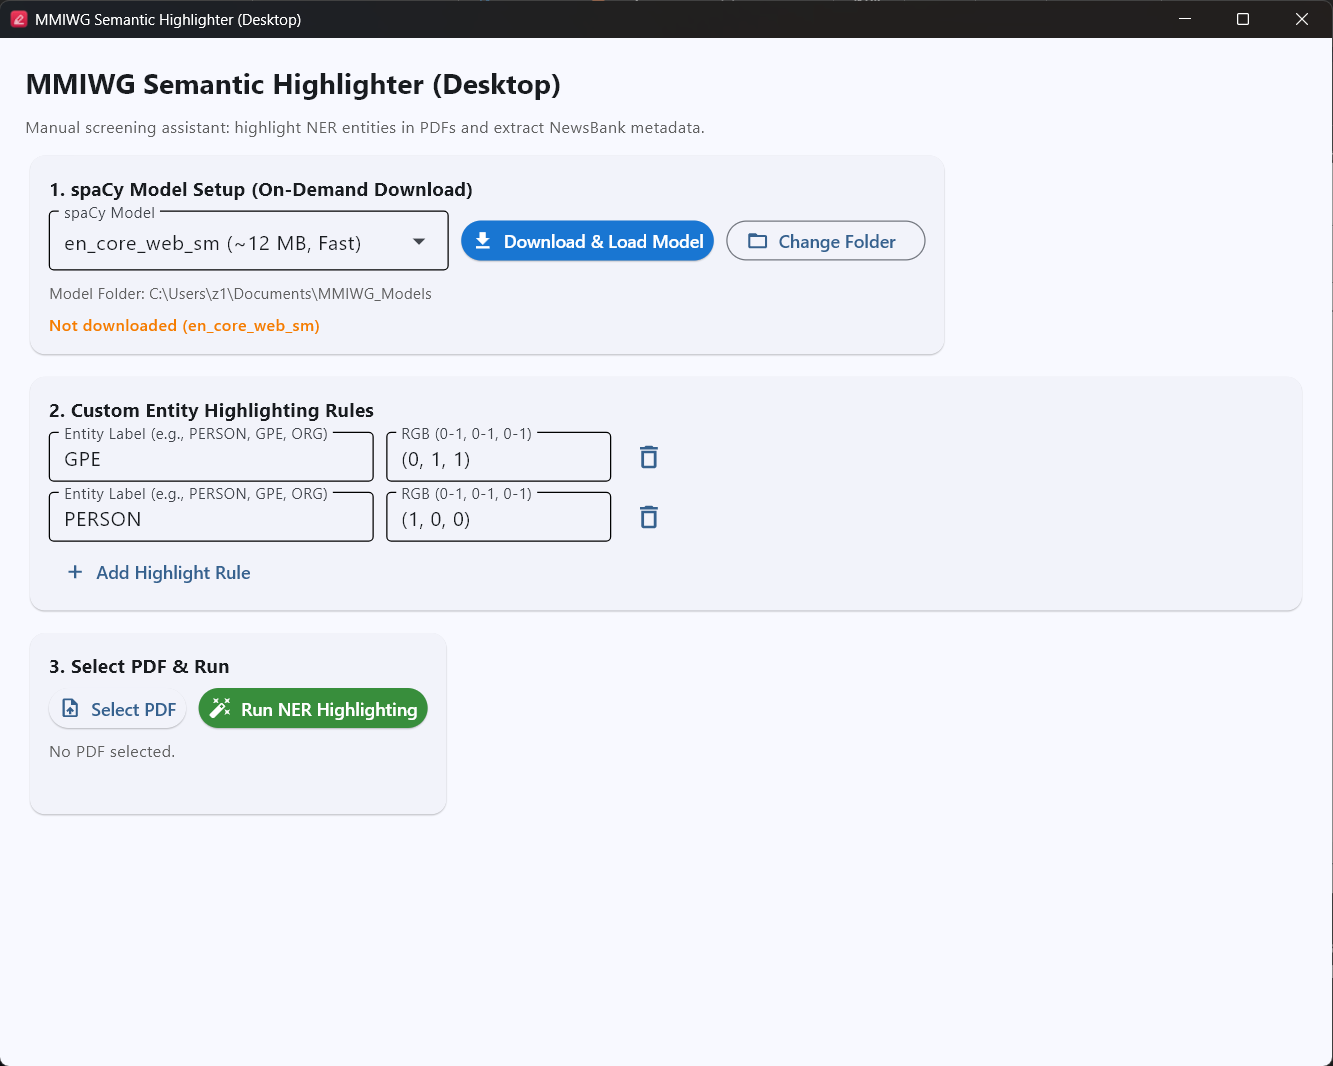 MMIWG Semantic Highlighter (Desktop)
MMIWG Semantic Highlighter (Desktop)
Manual screening assistant: highlight NER entities in PDFs and extract NewsBank metadata.
1. spaCy Model Setup (On-Demand Download)
spaCy Model
en_core_web_sm (~12 MB, Fast)
Download & Load Model
Change Folder
Model Folder: C:\Users\z1\Documents\MMIWG_Models
Not downloaded (en_core_web_sm)
2. Custom Entity Highlighting Rules
Entity Label (e.g., PERSON, GPE, ORG)
RGB (0-1, 0-1, 0-1)
GPE
(0, 1, 1)
Entity Label (e.g., PERSON, GPE, ORG)
RGB (0-1, 0-1, 0-1)
PERSON
(1, 0, 0)
+ Add Highlight Rule
3. Select PDF & Run
Select PDF
Run NER Highlighting
No PDF selected.